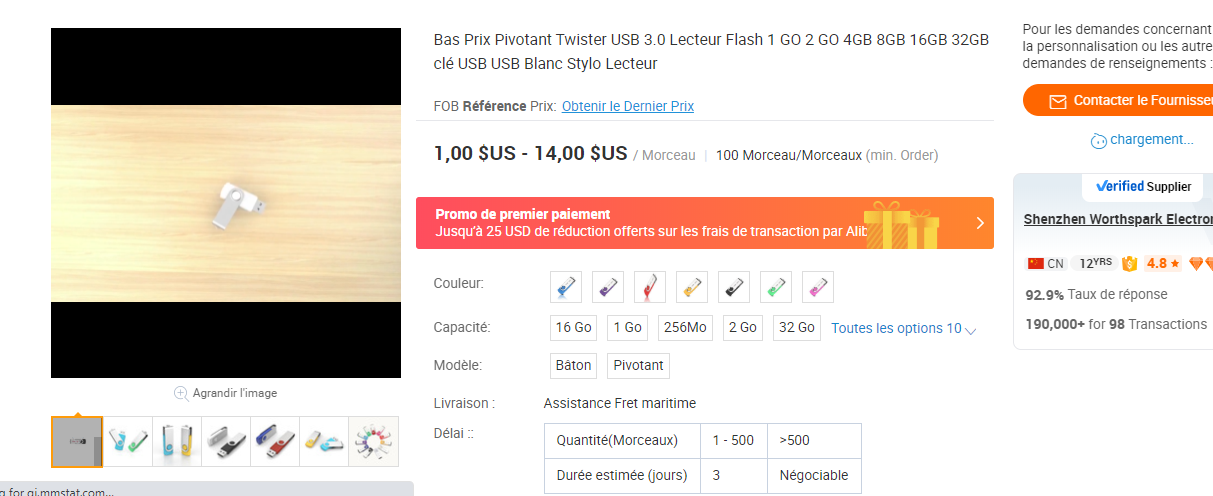 Bas Prix Pivotant Twister USB 3.0 Lecteur Flash 1 GO 2 GO 4GB 8GB 16GB 32GB
clé USB USB Blanc Stylo Lecteur
FOB Référence Prix: Obtenir le Dernier Prix
1,00 $US - 14,00 $US / Morceau | 100 Morceau/Morceaux (min. Order)
Promo de premier paiement
Jusqu'à 25 USD de réduction offerts sur les frais de transaction par Alib
Couleur:
Capacité: 16 Go 1 Go 256Mo 2 Go 32 Go Toutes les options 10
Modèle: Bâton Pivotant
Livraison : Assistance Fret maritime
Délai ::
Quantité(Morceaux) 1 - 500 >500
Durée estimée (jours) 3 Négociable
Agrandir l'image
Pour les demandes concernant
la personnalisation ou les autre
demandes de renseignements :
Contacter le Fournisse
chargement...
Verified Supplier
Shenzhen Worthspark Electror
CN 12YRS 4.8
92.9% Taux de réponse
190,000+ for 98 Transactions
g for gj.mmstat.com...